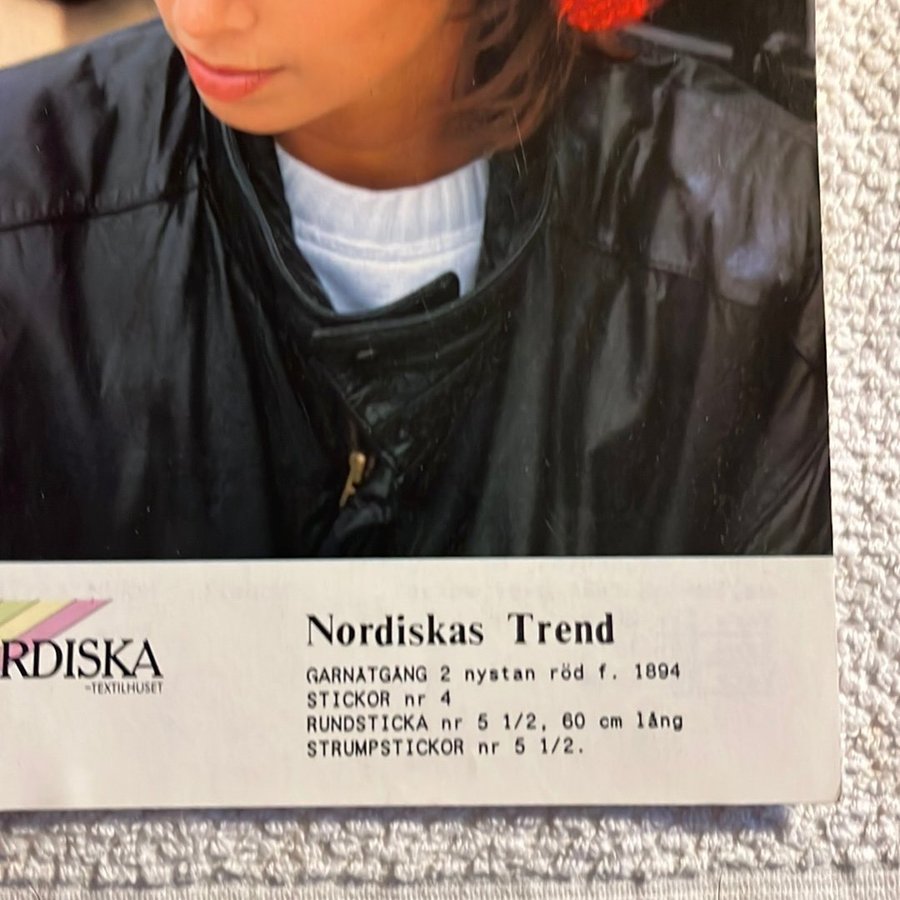 RDISKA
-TEXTILHUSET
Nordiskas Trend
GARNÅTGÅNG 2 nystan röd f. 1894
STICKOR nr 4
RUNDSTICKA nr 5 1/2, 60 cm lång
STRUMPSTICKOR nr 5 1/2.